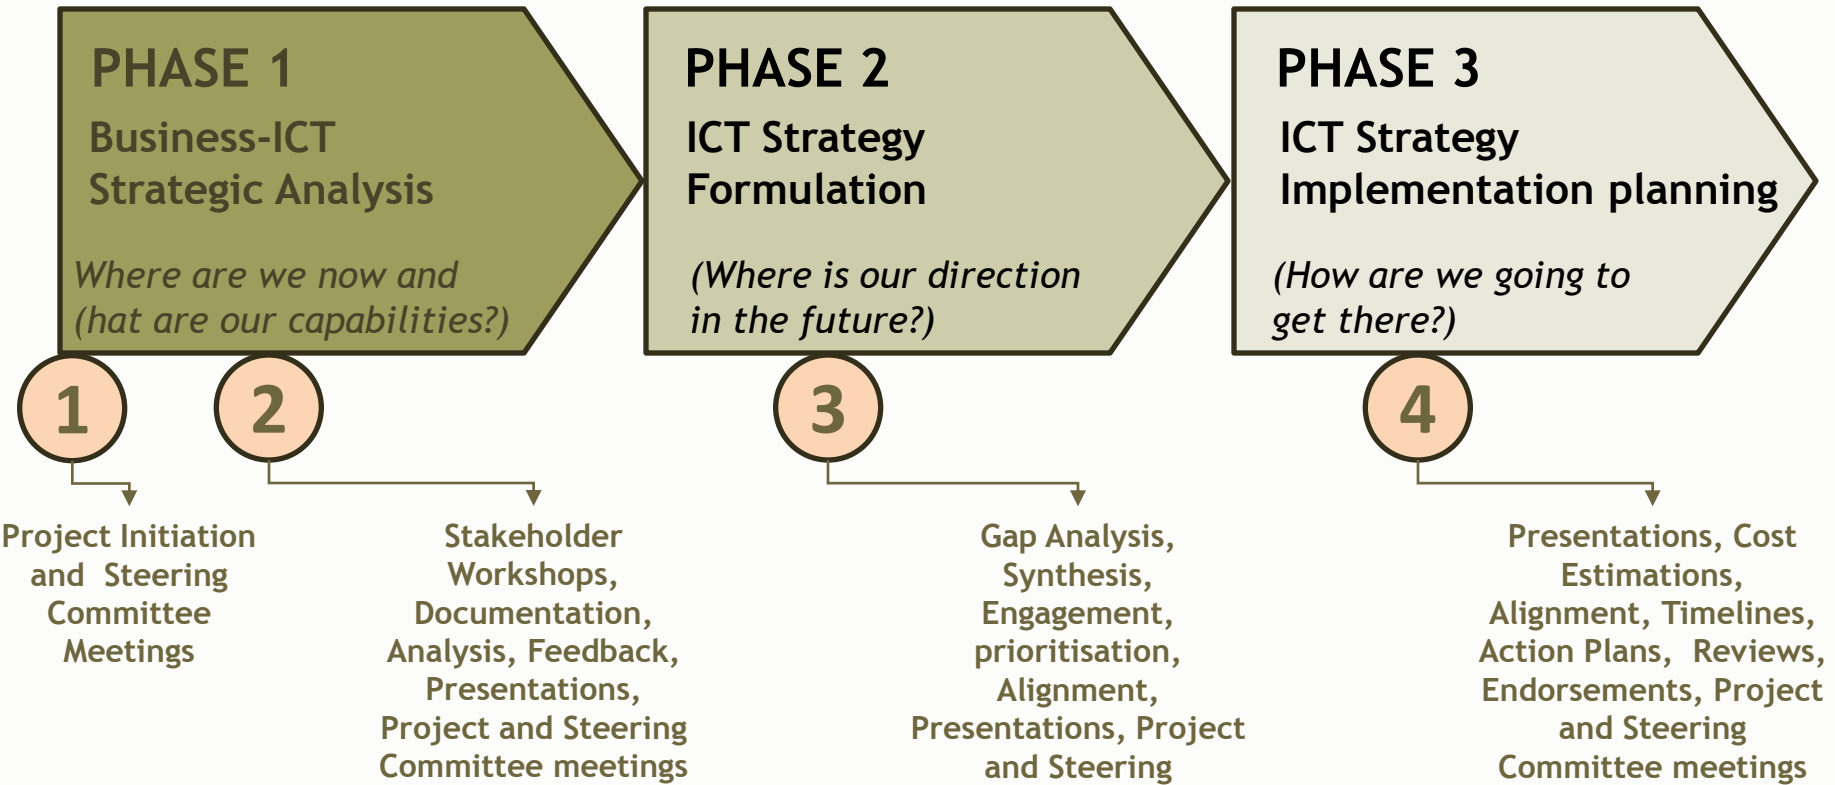 PHASE 1
Business-ICT
Strategic Analysis
Where are we now and
(hat are our capabilities?)
PHASE 2
ICT Strategy
Formulation
(Where is our direction
in the future?)
PHASE 3
ICT Strategy
Implementation planning
(How are we going to
get there?)
1
2
3
4
Project Initiation
and  Steering
Committee
Meetings
Stakeholder
Workshops,
Documentation,
Analysis, Feedback,
Presentations,
Project and Steering
Committee meetings
Gap Analysis,
Synthesis,
Engagement,
prioritisation,
Alignment,
Presentations, Project
and Steering
Presentations, Cost
Estimations,
Alignment, Timelines,
Action Plans,  Reviews,
Endorsements, Project
and Steering
Committee meetings